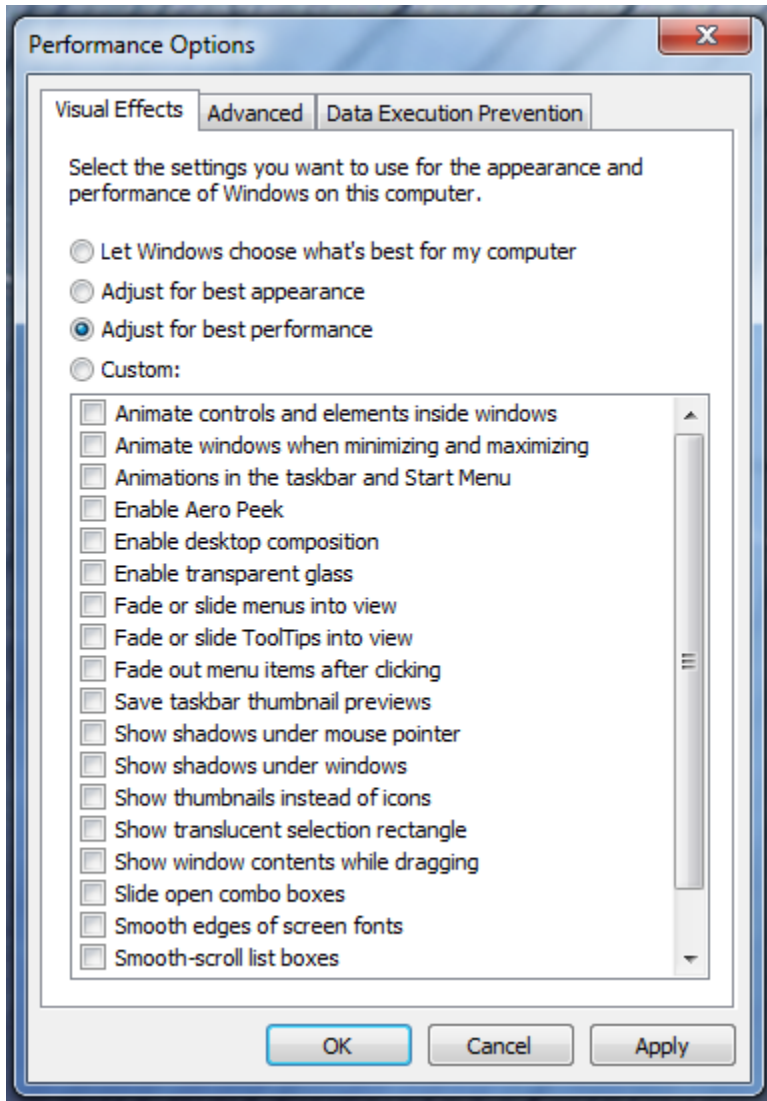 Performance Options
Visual Effects
Advanced
Data Execution Prevention
Select the settings you want to use for the appearance and
performance of Windows on this computer.
Let Windows choose what's best for my computer
Adjust for best appearance
Adjust for best performance
Custom:
Animate controls and elements inside windows
Animate windows when minimizing and maximizing
Animations in the taskbar and Start Menu
Enable Aero Peek
Enable desktop composition
Enable transparent glass
Fade or slide menus into view
Fade or slide ToolTips into view
Fade out menu items after clicking
Save taskbar thumbnail previews
Show shadows under mouse pointer
Show shadows under windows
Show thumbnails instead of icons
Show translucent selection rectangle
Show window contents while dragging
Slide open combo boxes
Smooth edges of screen fonts
Smooth-scroll list boxes
OK
Cancel
Apply